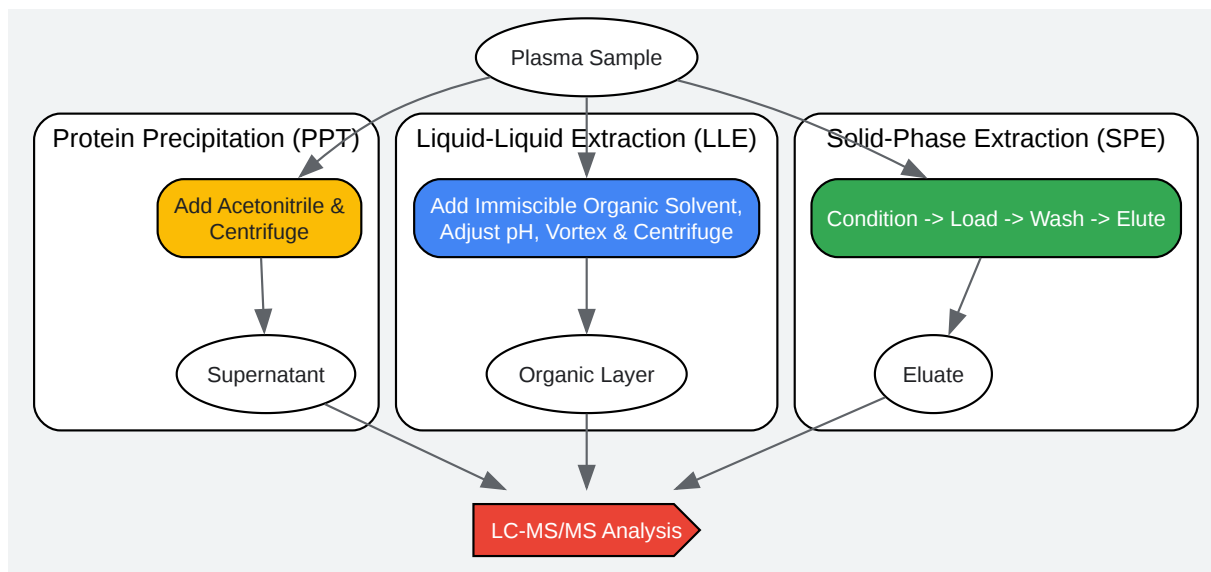 Plasma Sample
Protein Precipitation (PPT)
Liquid-Liquid Extraction (LLE)
Solid-Phase Extraction (SPE)
Add Acetonitrile &
Centrifuge
Add Immiscible Organic Solvent,
Adjust pH, Vortex & Centrifuge
Condition -> Load -> Wash -> Elute
Supernatant
Organic Layer
Eluate
LC-MS/MS Analysis